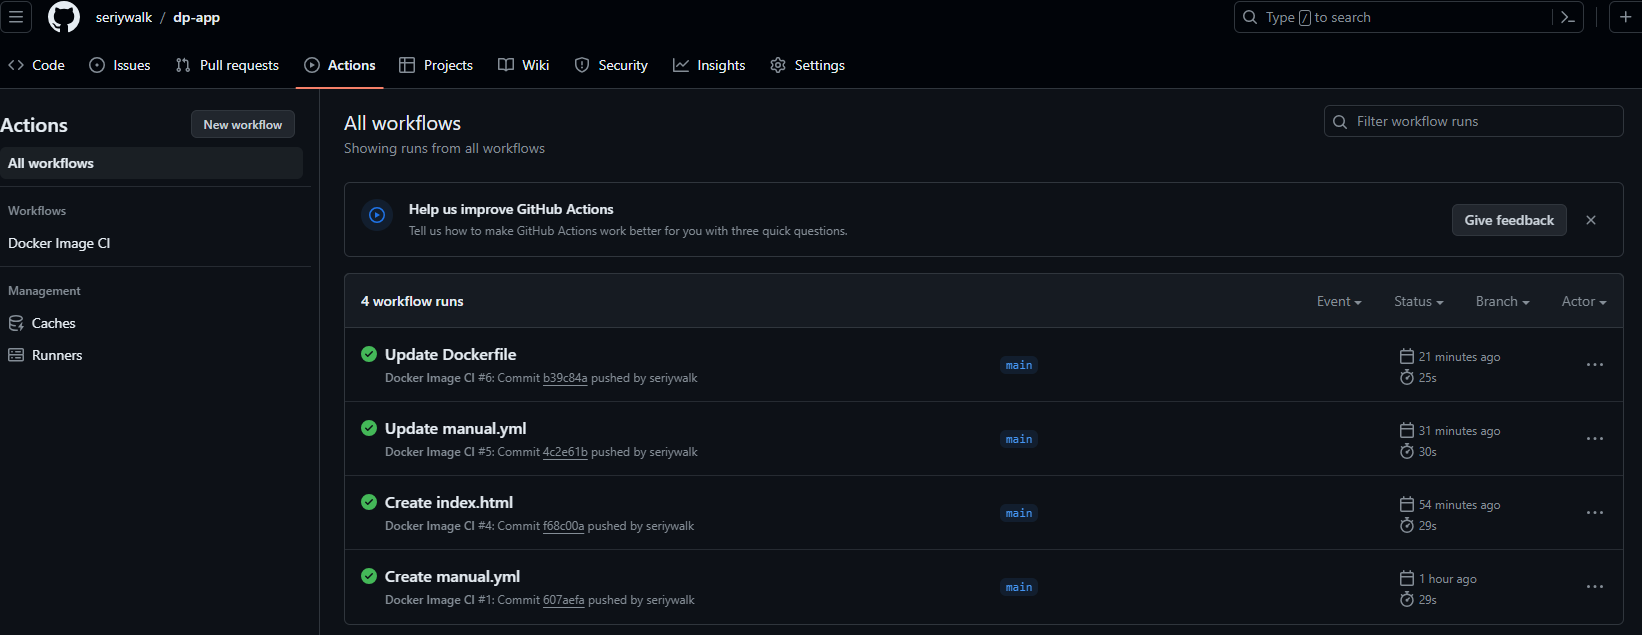 seriywalk / dp-app
Type / to search
Code
Issues
Pull requests
Actions
Projects
Wiki
Security
Insights
Settings
Actions
New workflow
All workflows
Workflows
Docker Image CI
Management
Caches
Runners
All workflows
Showing runs from all workflows
Filter workflow runs
Help us improve GitHub Actions
Tell us how to make GitHub Actions work better for you with three quick questions.
Give feedback
4 workflow runs
Event
Status
Branch
Actor
Update Dockerfile
Docker Image CI #6: Commit b39c84a pushed by seriywalk
main
21 minutes ago
25s
Update manual.yml
Docker Image CI #5: Commit 4c2e61b pushed by seriywalk
main
31 minutes ago
30s
Create index.html
Docker Image CI #4: Commit f68c00a pushed by seriywalk
main
54 minutes ago
29s
Create manual.yml
Docker Image CI #1: Commit 607aefa pushed by seriywalk
main
1 hour ago
29s